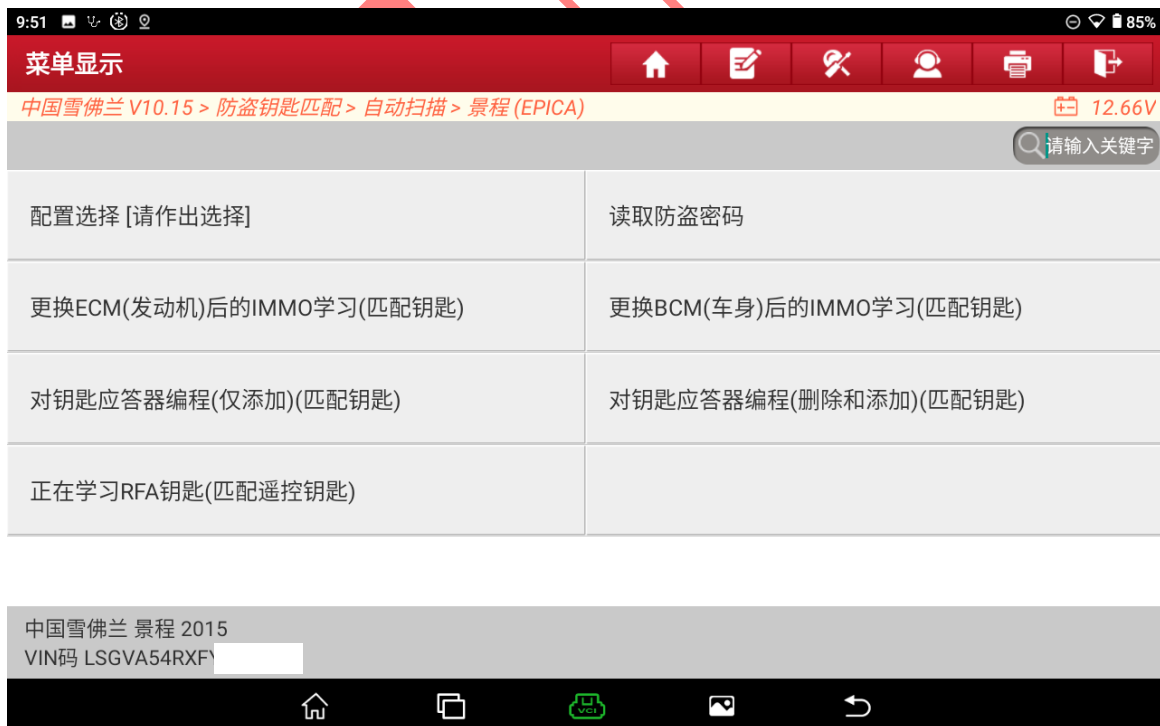 9:51
85%
菜单显示
中国雪佛兰 V10.15 > 防盗钥匙匹配 > 自动扫描 > 景程 (EPICA)
12.66V
请输入关键字
配置选择 [请作出选择]
读取防盗密码
更换ECM(发动机)后的IMMO学习(匹配钥匙)
更换BCM(车身)后的IMMO学习(匹配钥匙)
对钥匙应答器编程(仅添加)(匹配钥匙)
对钥匙应答器编程(删除和添加)(匹配钥匙)
正在学习RFA钥匙(匹配遥控钥匙)
中国雪佛兰 景程 2015
VIN码 LSGVA54RXF
VCI